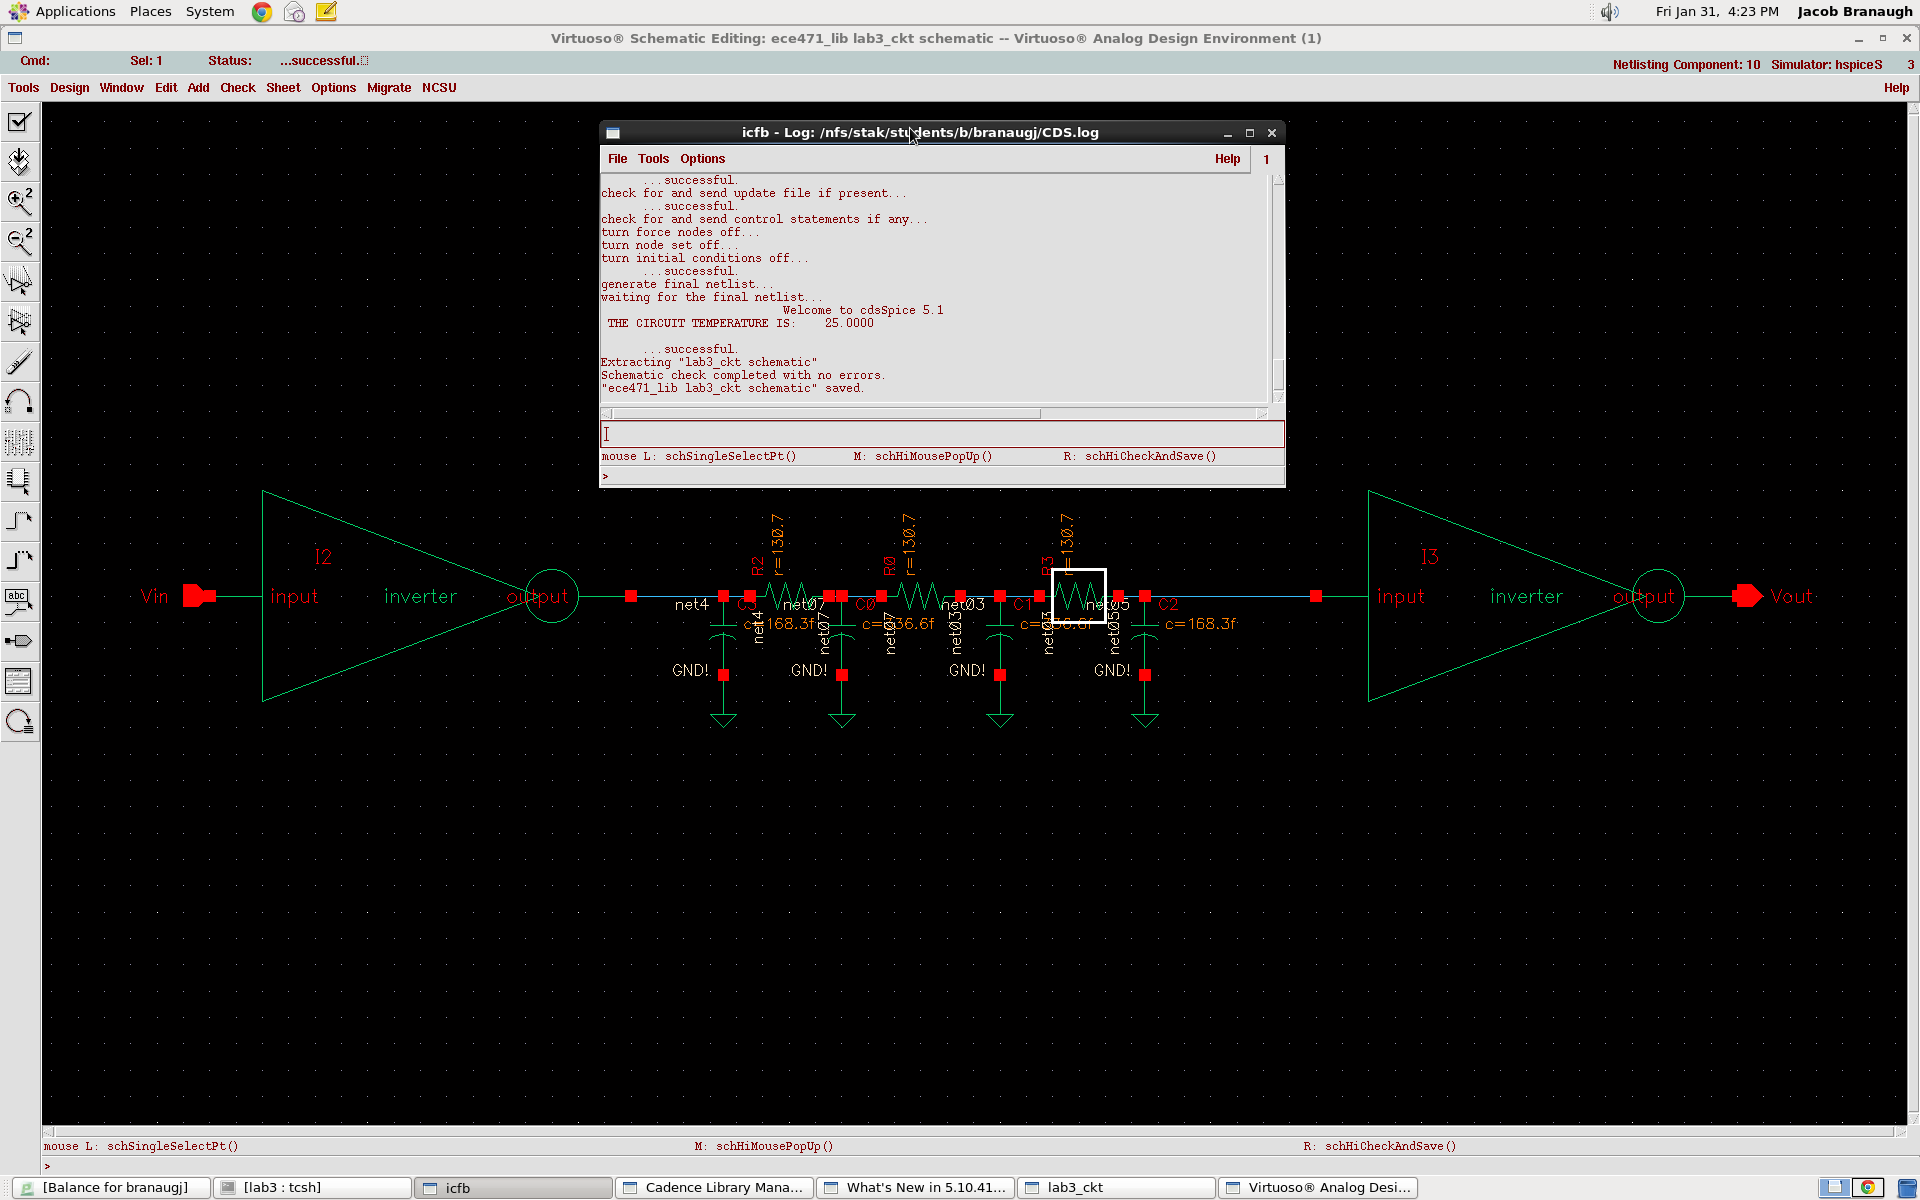 Applications Places System
Fri Jan 31, 4:23 PM Jacob Branaugh
Virtuoso® Schematic Editing: ece471_lib lab3_ckt schematic -- Virtuoso® Analog Design Environment (1)
Cmd: Sel: 1 Status: ...successful.
Netlisting Component: 10 Simulator: hspiceS 3
Tools Design Window Edit Add Check Sheet Options Migrate NCSU Help
icfb - Log: /nfs/stak/students/b/branaugj/CDS.log
File Tools Options Help 1
...successful.
check for and send update file if present...
...successful.
check for and send control statements if any...
turn force nodes off...
turn node set off...
turn initial conditions off...
...successful.
generate final netlist...
waiting for the final netlist...
Welcome to cdsSpice 5.1
THE CIRCUIT TEMPERATURE IS: 25.0000
...successful.
Extracting "lab3_ckt schematic"
Schematic check completed with no errors.
"ece471_lib lab3_ckt schematic" saved.
mouse L: schSingleSelectPt() M: schHiMousePopUp() R: schHiCheckAndSave()
>
2
2
abc
I2
I3
R2 r=130.7
R0 r=130.7
R3 r=130.7
Vin input inverter output
input inverter output Vout
net4 C3 net07 C0 net03 C1 net05 C2
net4 168.3f net07 net07 net03 net03 net05 c=168.3f
GND! GND! GND! GND!
mouse L: schSingleSelectPt() M: schHiMousePopUp() R: schHiCheckAndSave()
>
[Balance for branaugj] [lab3 : tcsh] icfb Cadence Library Mana... What's New in 5.10.41... lab3_ckt Virtuoso® Analog Desi...